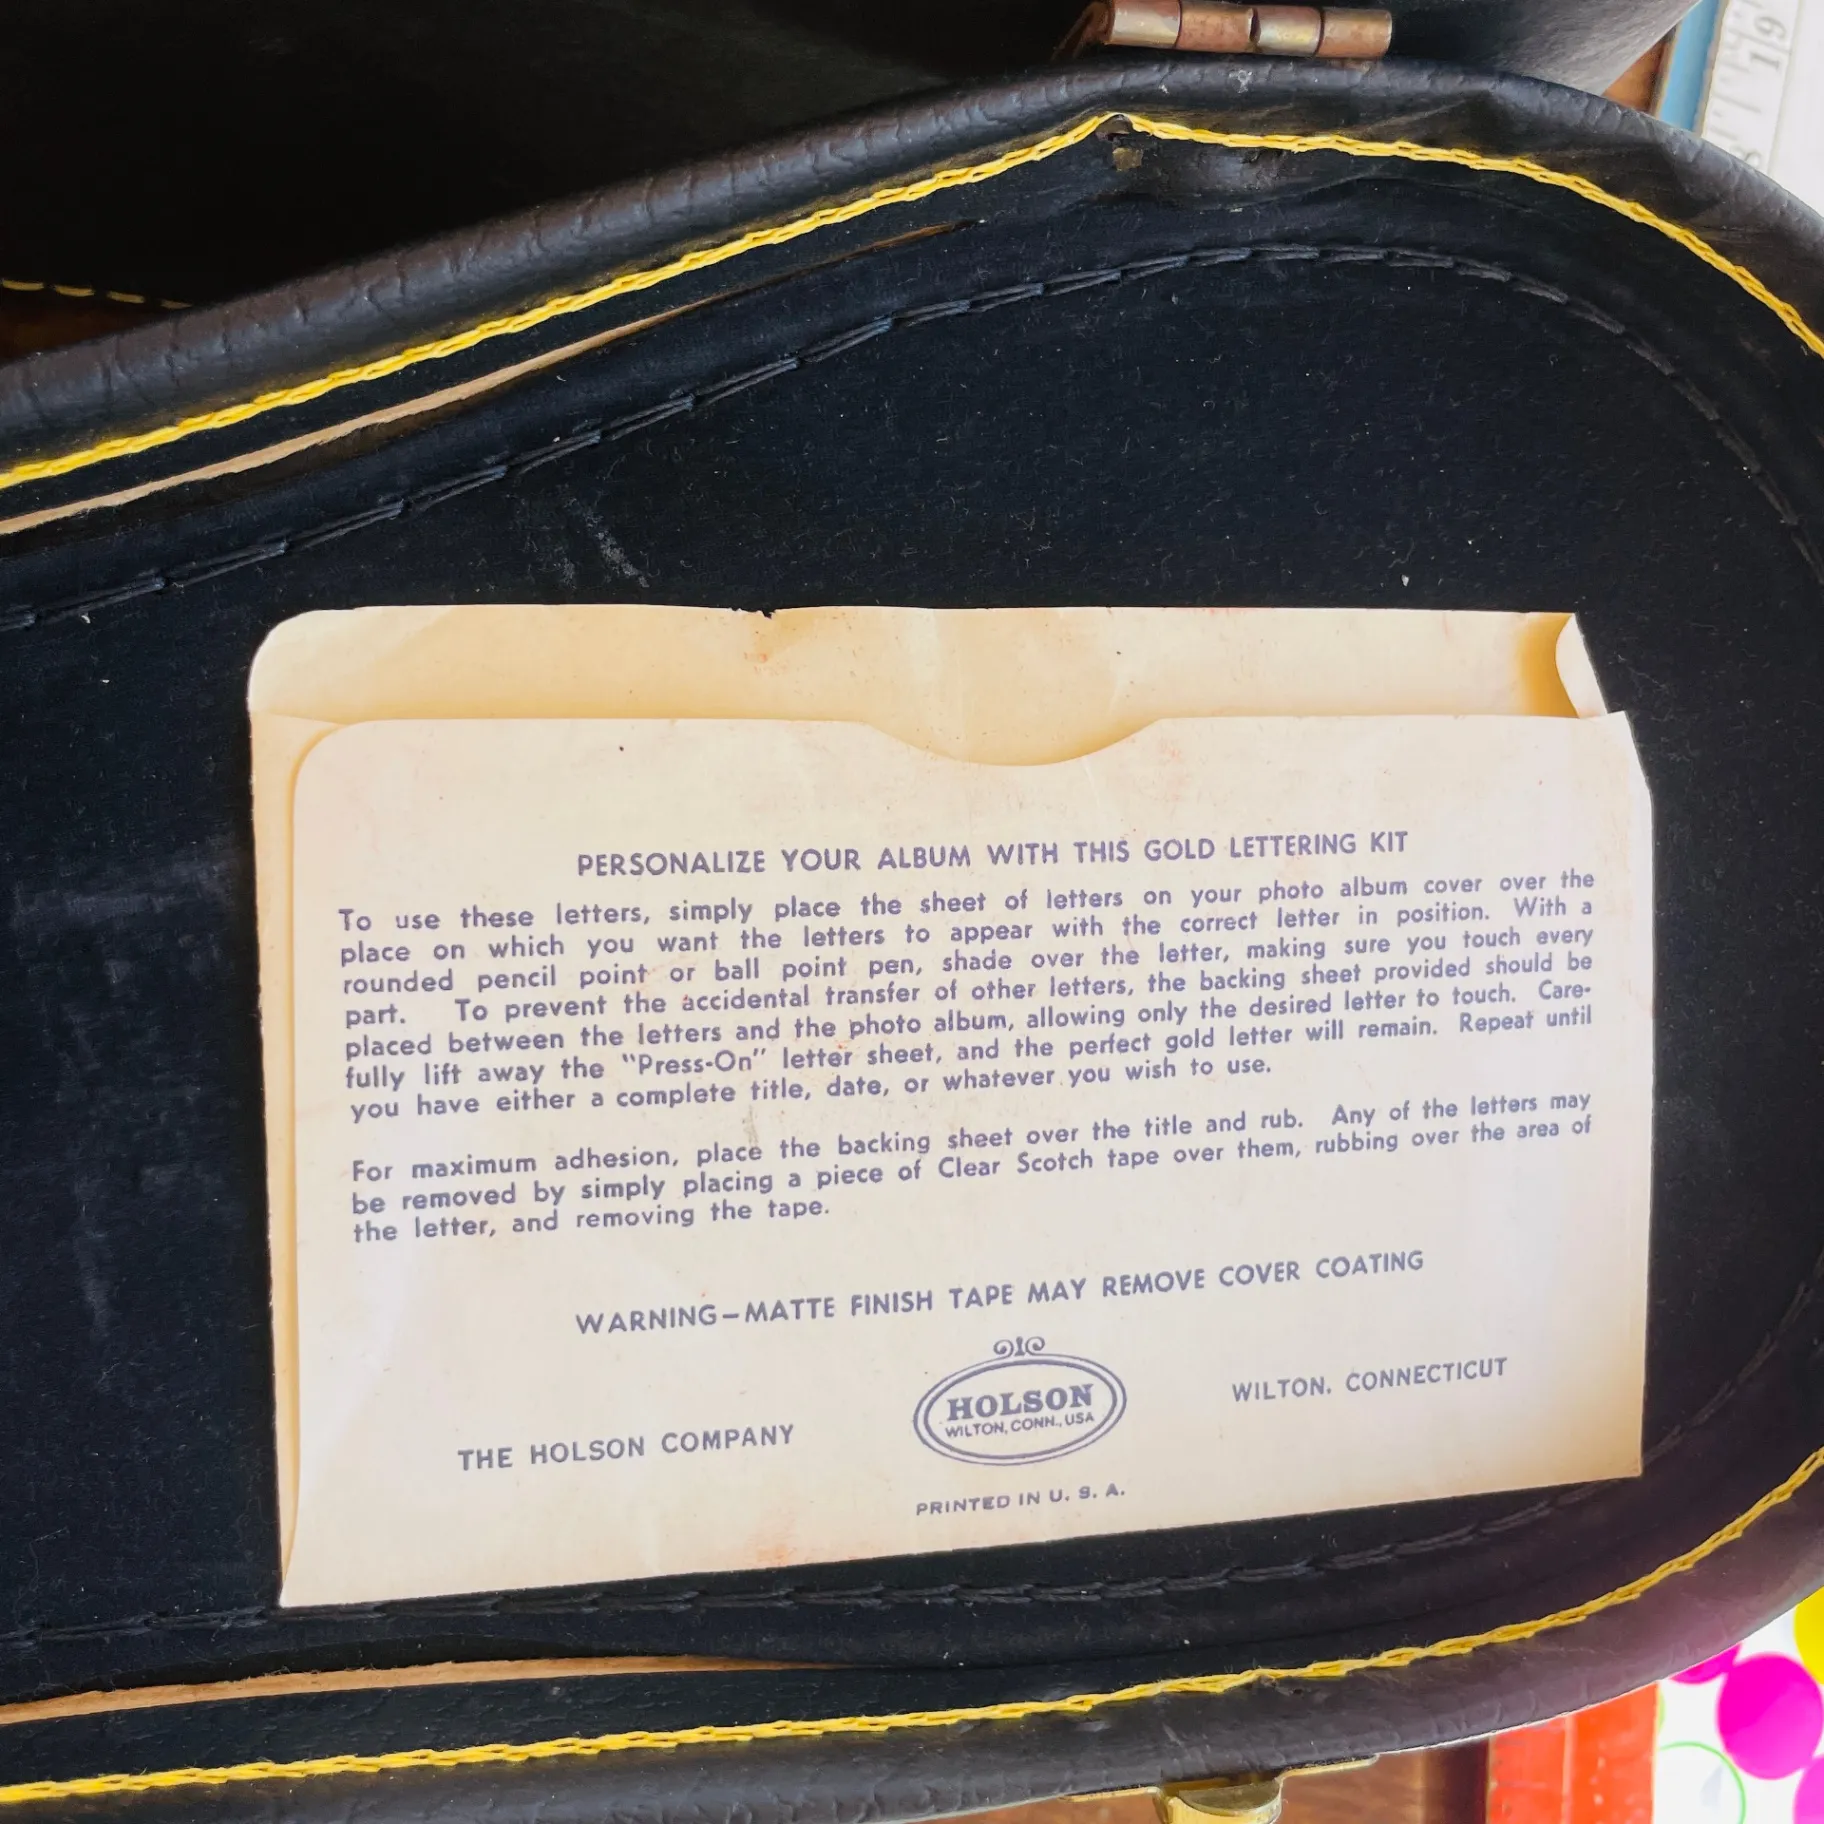 PERSONALIZE YOUR ALBUM WITH THIS GOLD LETTERING KIT
To use these letters, simply place the sheet of letters on your photo album cover over the
place on which you want the letters to appear with the correct letter in position. With a
rounded pencil point or ball point pen, shade over the letter, making sure you touch every
part. To prevent the accidental transfer of other letters, the backing sheet provided should be
placed between the letters and the photo album, allowing only the desired letter to touch. Care-
fully lift away the "Press-On" letter sheet, and the perfect gold letter will remain. Repeat until
you have either a complete title, date, or whatever you wish to use.
For maximum adhesion, place the backing sheet over the title and rub. Any of the letters may
be removed by simply placing a piece of Clear Scotch tape over them, rubbing over the area of
the letter, and removing the tape.
WARNING—MATTE FINISH TAPE MAY REMOVE COVER COATING
THE HOLSON COMPANY
HOLSON
WILTON, CONN., USA
WILTON, CONNECTICUT
PRINTED IN U. S. A.
19